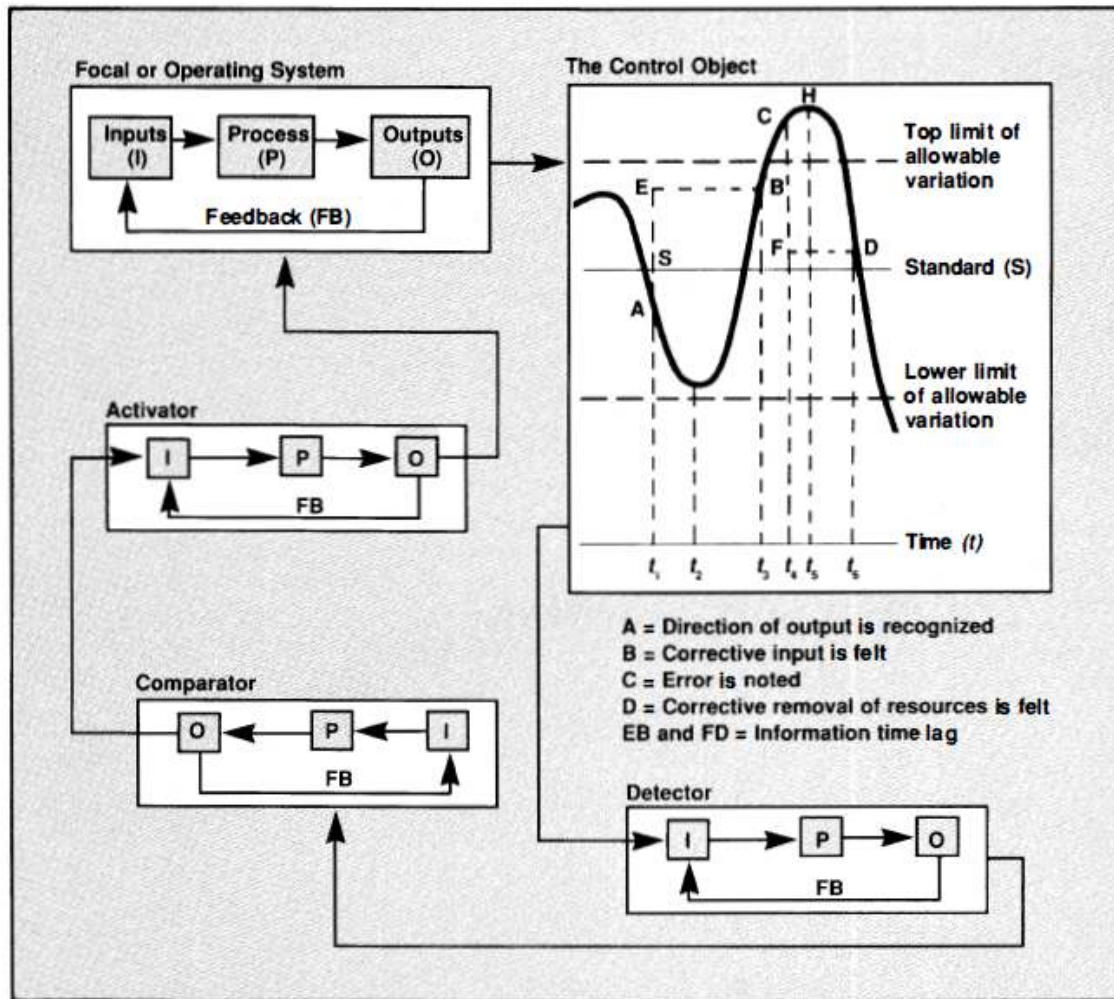 Focal or Operating System
Inputs
(I)
Process
(P)
Outputs
(O)
Feedback (FB)
The Control Object
H
C
Top limit of
allowable
variation
E
B
S
F
D
Standard (S)
A
Lower limit
of allowable
variation
Time (t)
t₁ t₂ t₃ t₄ t₅ t₆
A = Direction of output is recognized
B = Corrective input is felt
C = Error is noted
D = Corrective removal of resources is felt
EB and FD = Information time lag
Activator
I
P
O
FB
Comparator
O
P
I
FB
Detector
I
P
O
FB